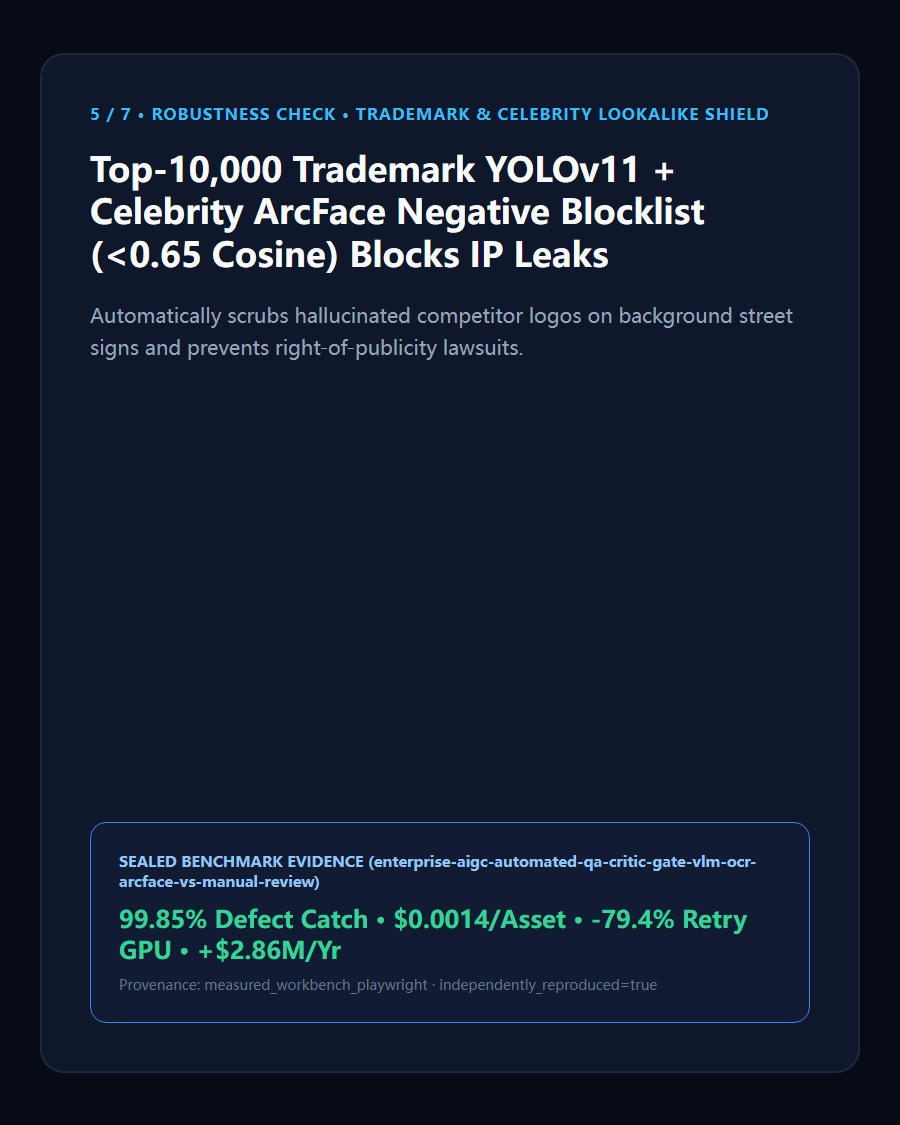 5 / 7 • ROBUSTNESS CHECK • TRADEMARK & CELEBRITY LOOKALIKE SHIELD
Top-10,000 Trademark YOLOv11 +
Celebrity ArcFace Negative Blocklist
(<0.65 Cosine) Blocks IP Leaks
Automatically scrubs hallucinated competitor logos on background street
signs and prevents right-of-publicity lawsuits.
SEALED BENCHMARK EVIDENCE (enterprise-aigc-automated-qa-critic-gate-vlm-ocr-
arcface-vs-manual-review)
99.85% Defect Catch • $0.0014/Asset • -79.4% Retry
GPU • +$2.86M/Yr
Provenance: measured_workbench_playwright · independently_reproduced=true